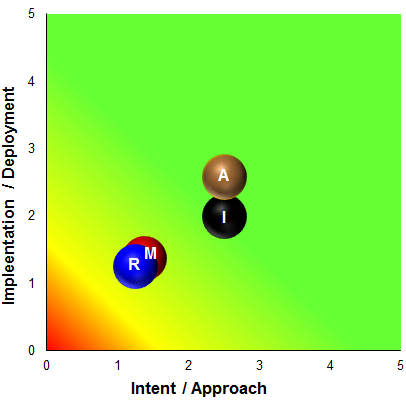 5
4
3
2
1
0
Impleentation / Deployment
A
I
M
R
0 1 2 3 4 5
Intent / Approach